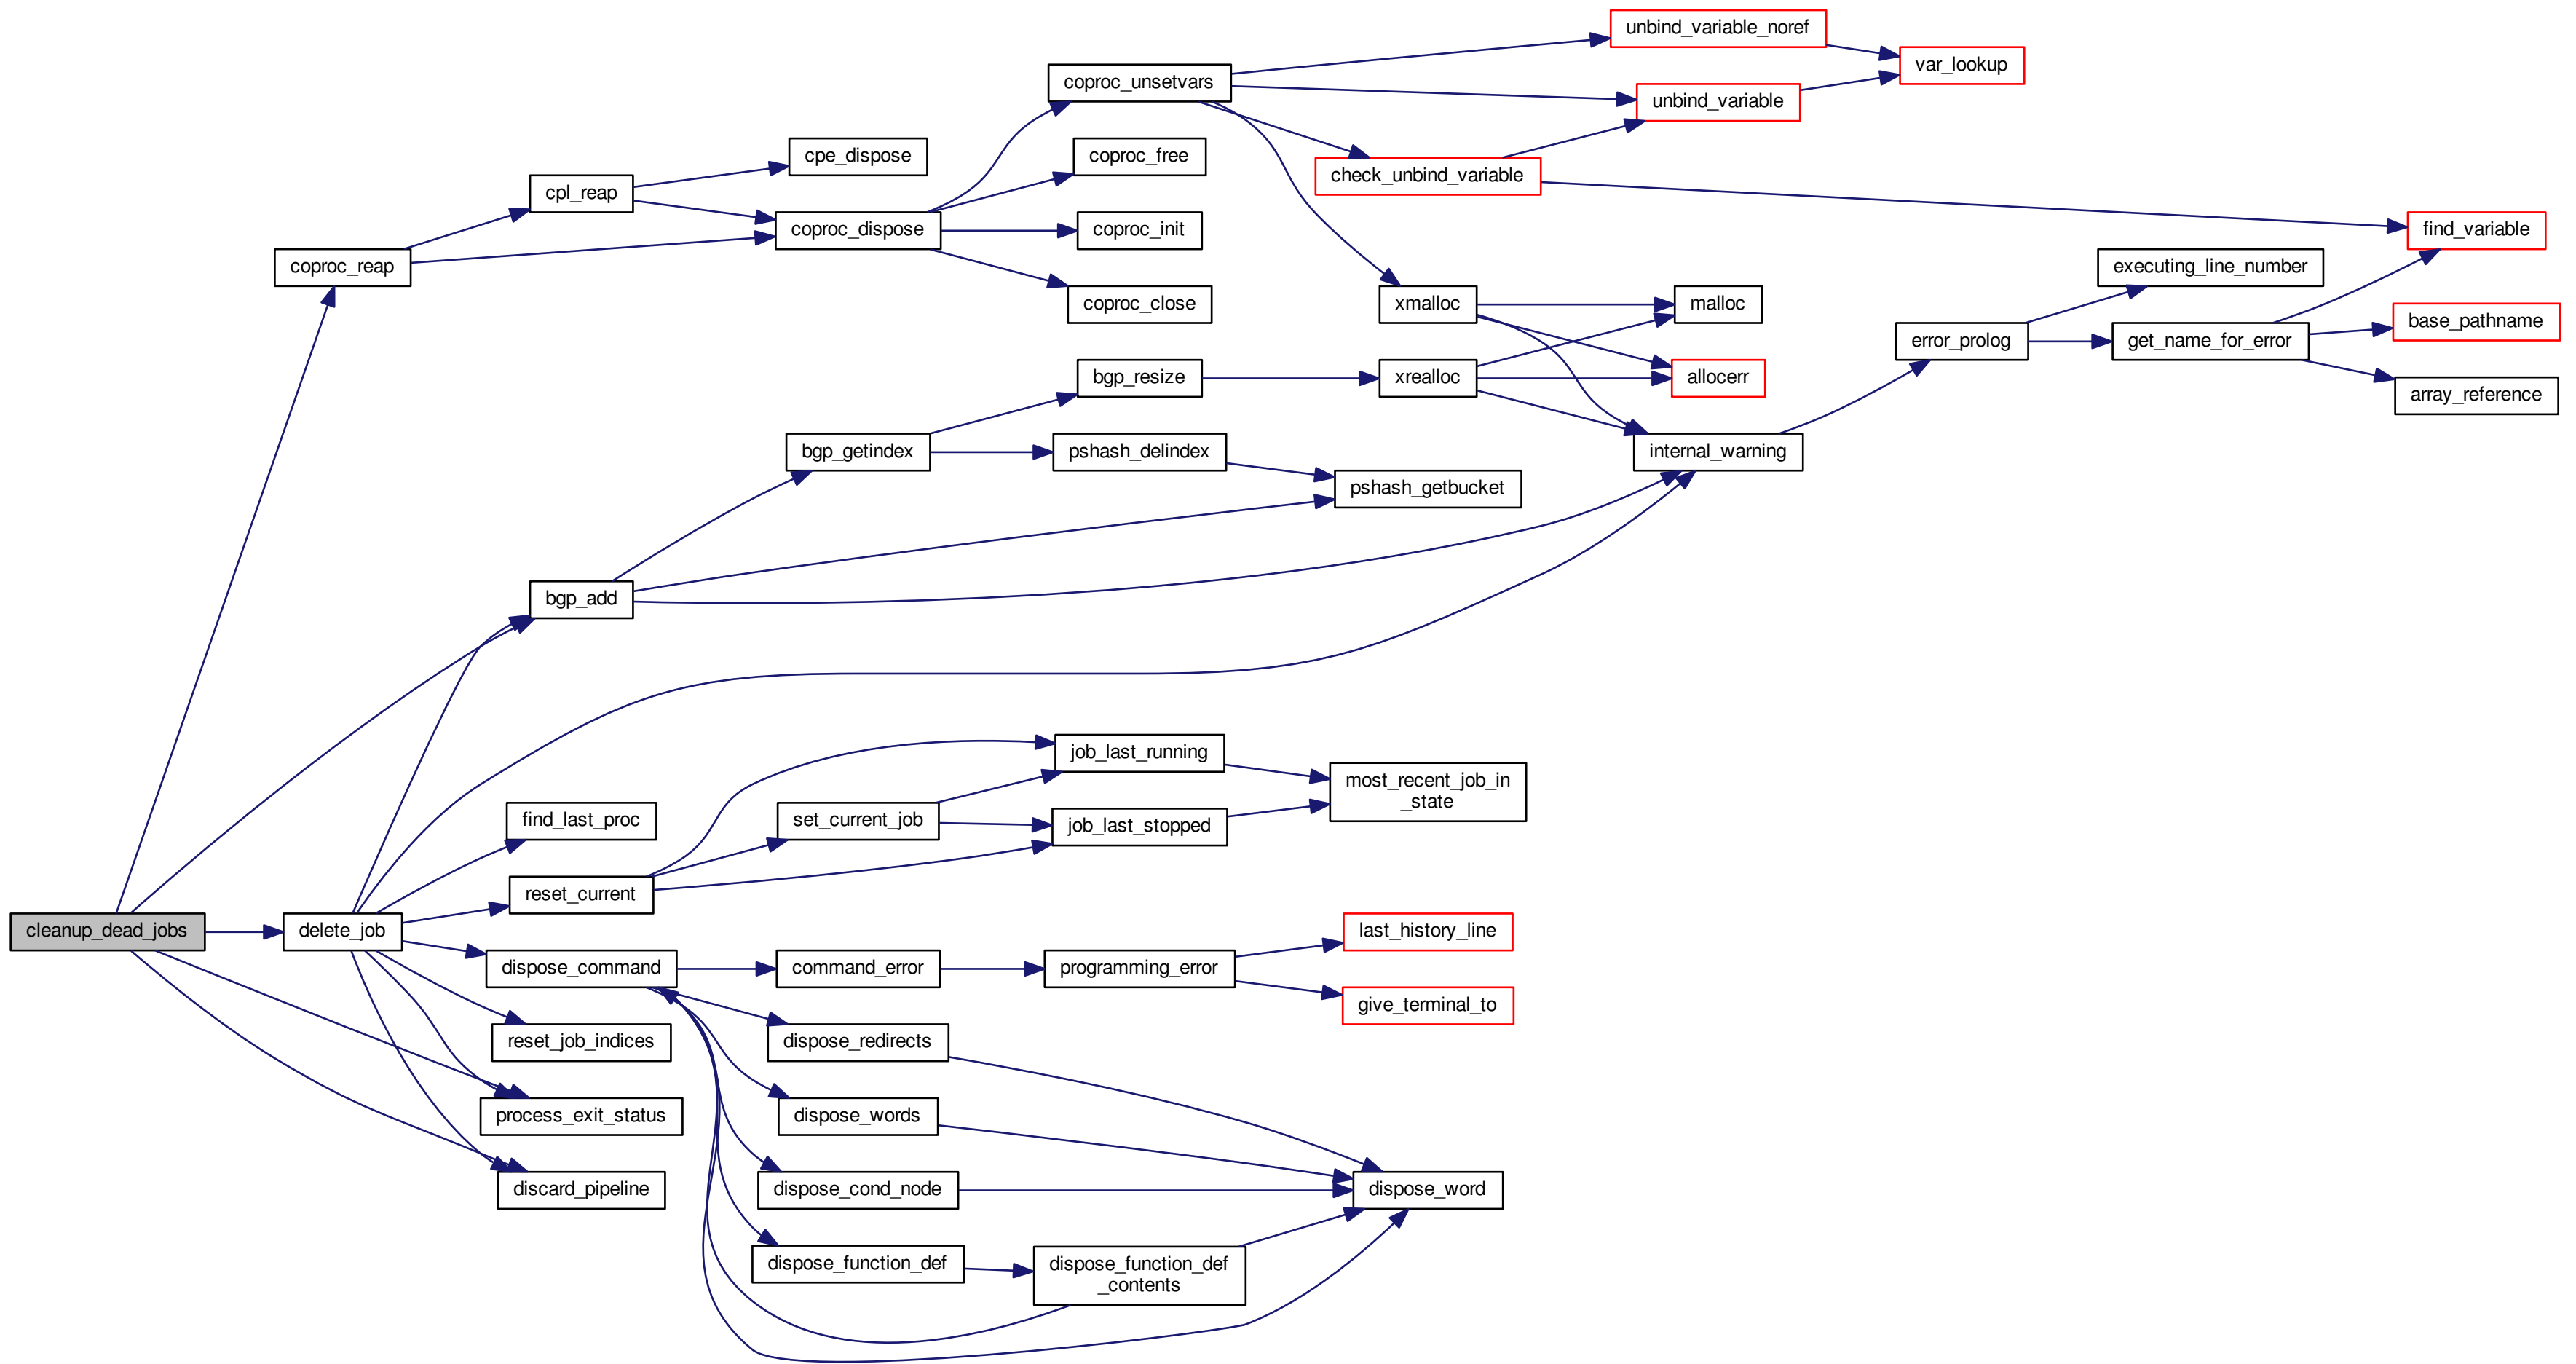 unbind_variable_noref
var_lookup
coproc_unsetvars
unbind_variable
cpe_dispose
coproc_free
check_unbind_variable
cpl_reap
coproc_dispose
coproc_init
find_variable
coproc_reap
executing_line_number
coproc_close
xmalloc
malloc
base_pathname
error_prolog
get_name_for_error
bgp_resize
xrealloc
allocerr
array_reference
bgp_getindex
pshash_delindex
internal_warning
pshash_getbucket
bgp_add
job_last_running
most_recent_job_in
_state
find_last_proc
set_current_job
job_last_stopped
reset_current
cleanup_dead_jobs
delete_job
last_history_line
dispose_command
command_error
programming_error
give_terminal_to
reset_job_indices
dispose_redirects
process_exit_status
dispose_words
discard_pipeline
dispose_cond_node
dispose_word
dispose_function_def
dispose_function_def
_contents